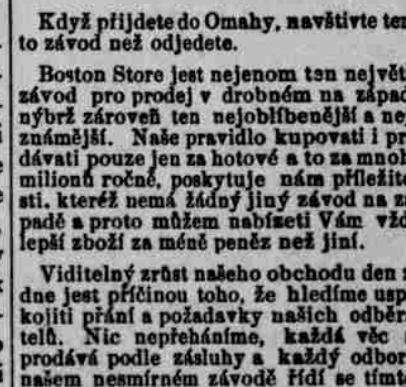 Když přijdete do Omahy, navštivte ten
to závod než odjedete.
Boston Store jest nejenom ten největ
závod pro prodej v drobném na západ
nýbrž zároveň ten nejoblíbenější a nej
známější. Naše pravidlo kupovati i pr
dávati pouze jen za hotové a to za mnoh
milionů ročně, poskytuje nám příležit
sti, kteréž nemá žádný jiný závod na zá
padě a proto můžem nabízeti Vám vžd
lepší zboží za méně peněz než jiní.
Viditelný zrůst našeho obchodu den z
dne jest příčinou toho, že hledíme usp
kojiti přání a požadavky našich odběr
telů. Nic nepřeháníme, každá věc s
prodává podle zásluhy a každý odbor
našem nesmírném závodě řídí se tímto